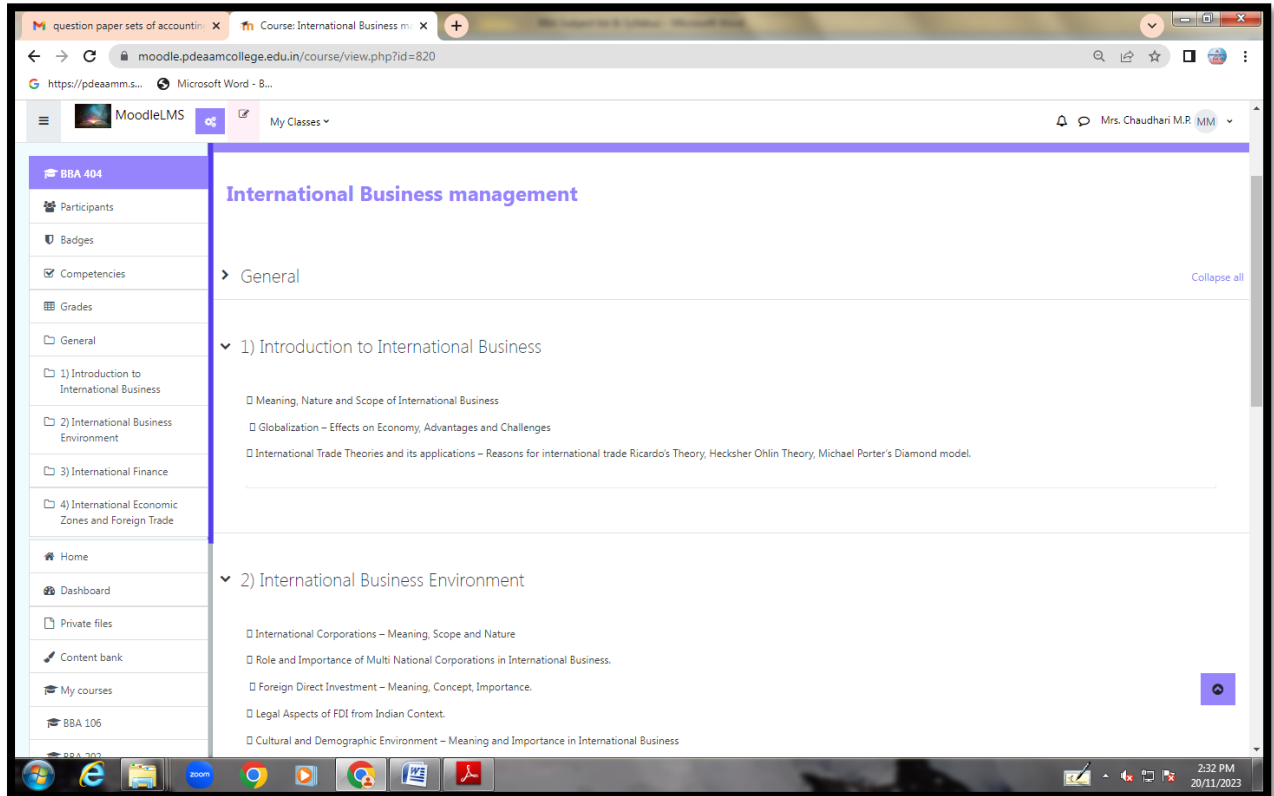 question paper sets of accountin
Course: International Business m
moodle.pdeaamcollege.edu.in/course/view.php?id=820
https://pdeaamm.s... Microsoft Word - B...
MoodleLMS My Classes Mrs. Chaudhari M.P. MM
BBA 404
Participants
Badges
Competencies
Grades
General
1) Introduction to
International Business
2) International Business
Environment
3) International Finance
4) International Economic
Zones and Foreign Trade
Home
Dashboard
Private files
Content bank
My courses
BBA 106
International Business management
General
Collapse all
1) Introduction to International Business
Meaning, Nature and Scope of International Business
Globalization – Effects on Economy, Advantages and Challenges
International Trade Theories and its applications – Reasons for international trade Ricardo's Theory, Hecksher Ohlin Theory, Michael Porter's Diamond model.
2) International Business Environment
International Corporations – Meaning, Scope and Nature
Role and Importance of Multi National Corporations in International Business.
Foreign Direct Investment – Meaning, Concept, Importance.
Legal Aspects of FDI from Indian Context.
Cultural and Demographic Environment – Meaning and Importance in International Business
zoom
2:32 PM
20/11/2023